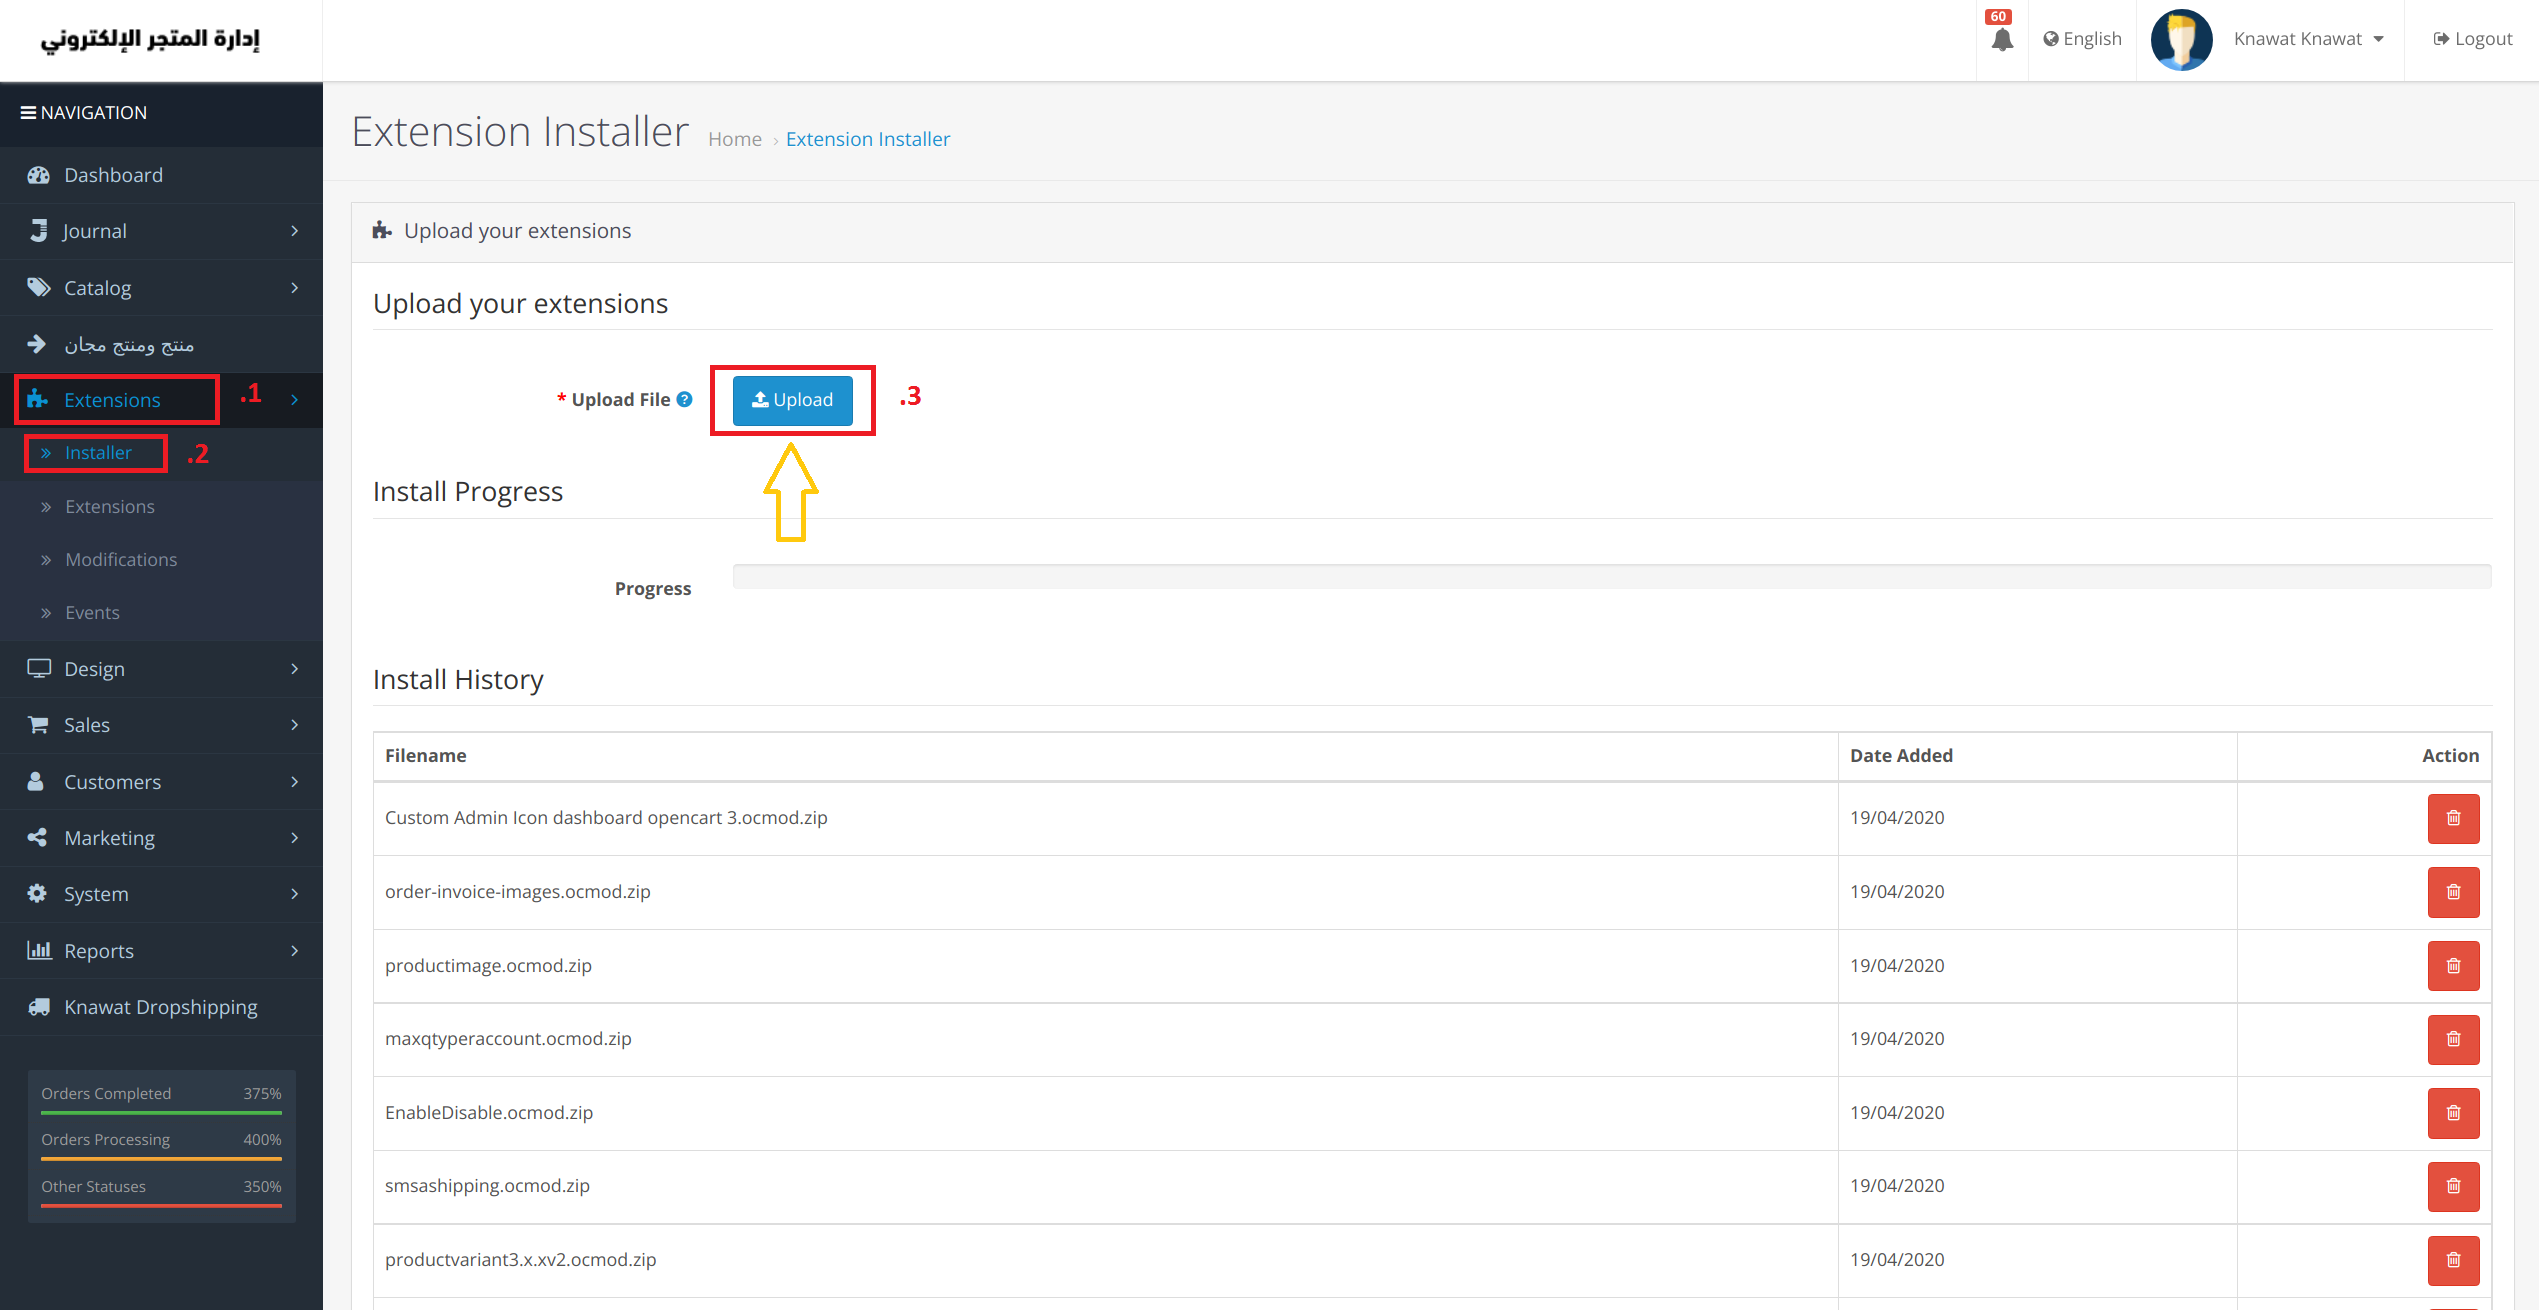 إدارة المتجر الإلكتروني
60
English
Knawat Knawat
Logout
NAVIGATION
Dashboard
Journal
Catalog
منتج ومنتج مجان
Extensions
.1
Installer
.2
Extensions
Modifications
Events
Design
Sales
Customers
Marketing
System
Reports
Knawat Dropshipping
Orders Completed 375%
Orders Processing 400%
Other Statuses 350%
Extension Installer Home › Extension Installer
Upload your extensions
Upload your extensions
* Upload File ? Upload .3
Install Progress
Progress
Install History
Filename Date Added Action
Custom Admin Icon dashboard opencart 3.ocmod.zip 19/04/2020
order-invoice-images.ocmod.zip 19/04/2020
productimage.ocmod.zip 19/04/2020
maxqtyperaccount.ocmod.zip 19/04/2020
EnableDisable.ocmod.zip 19/04/2020
smsashipping.ocmod.zip 19/04/2020
productvariant3.x.xv2.ocmod.zip 19/04/2020